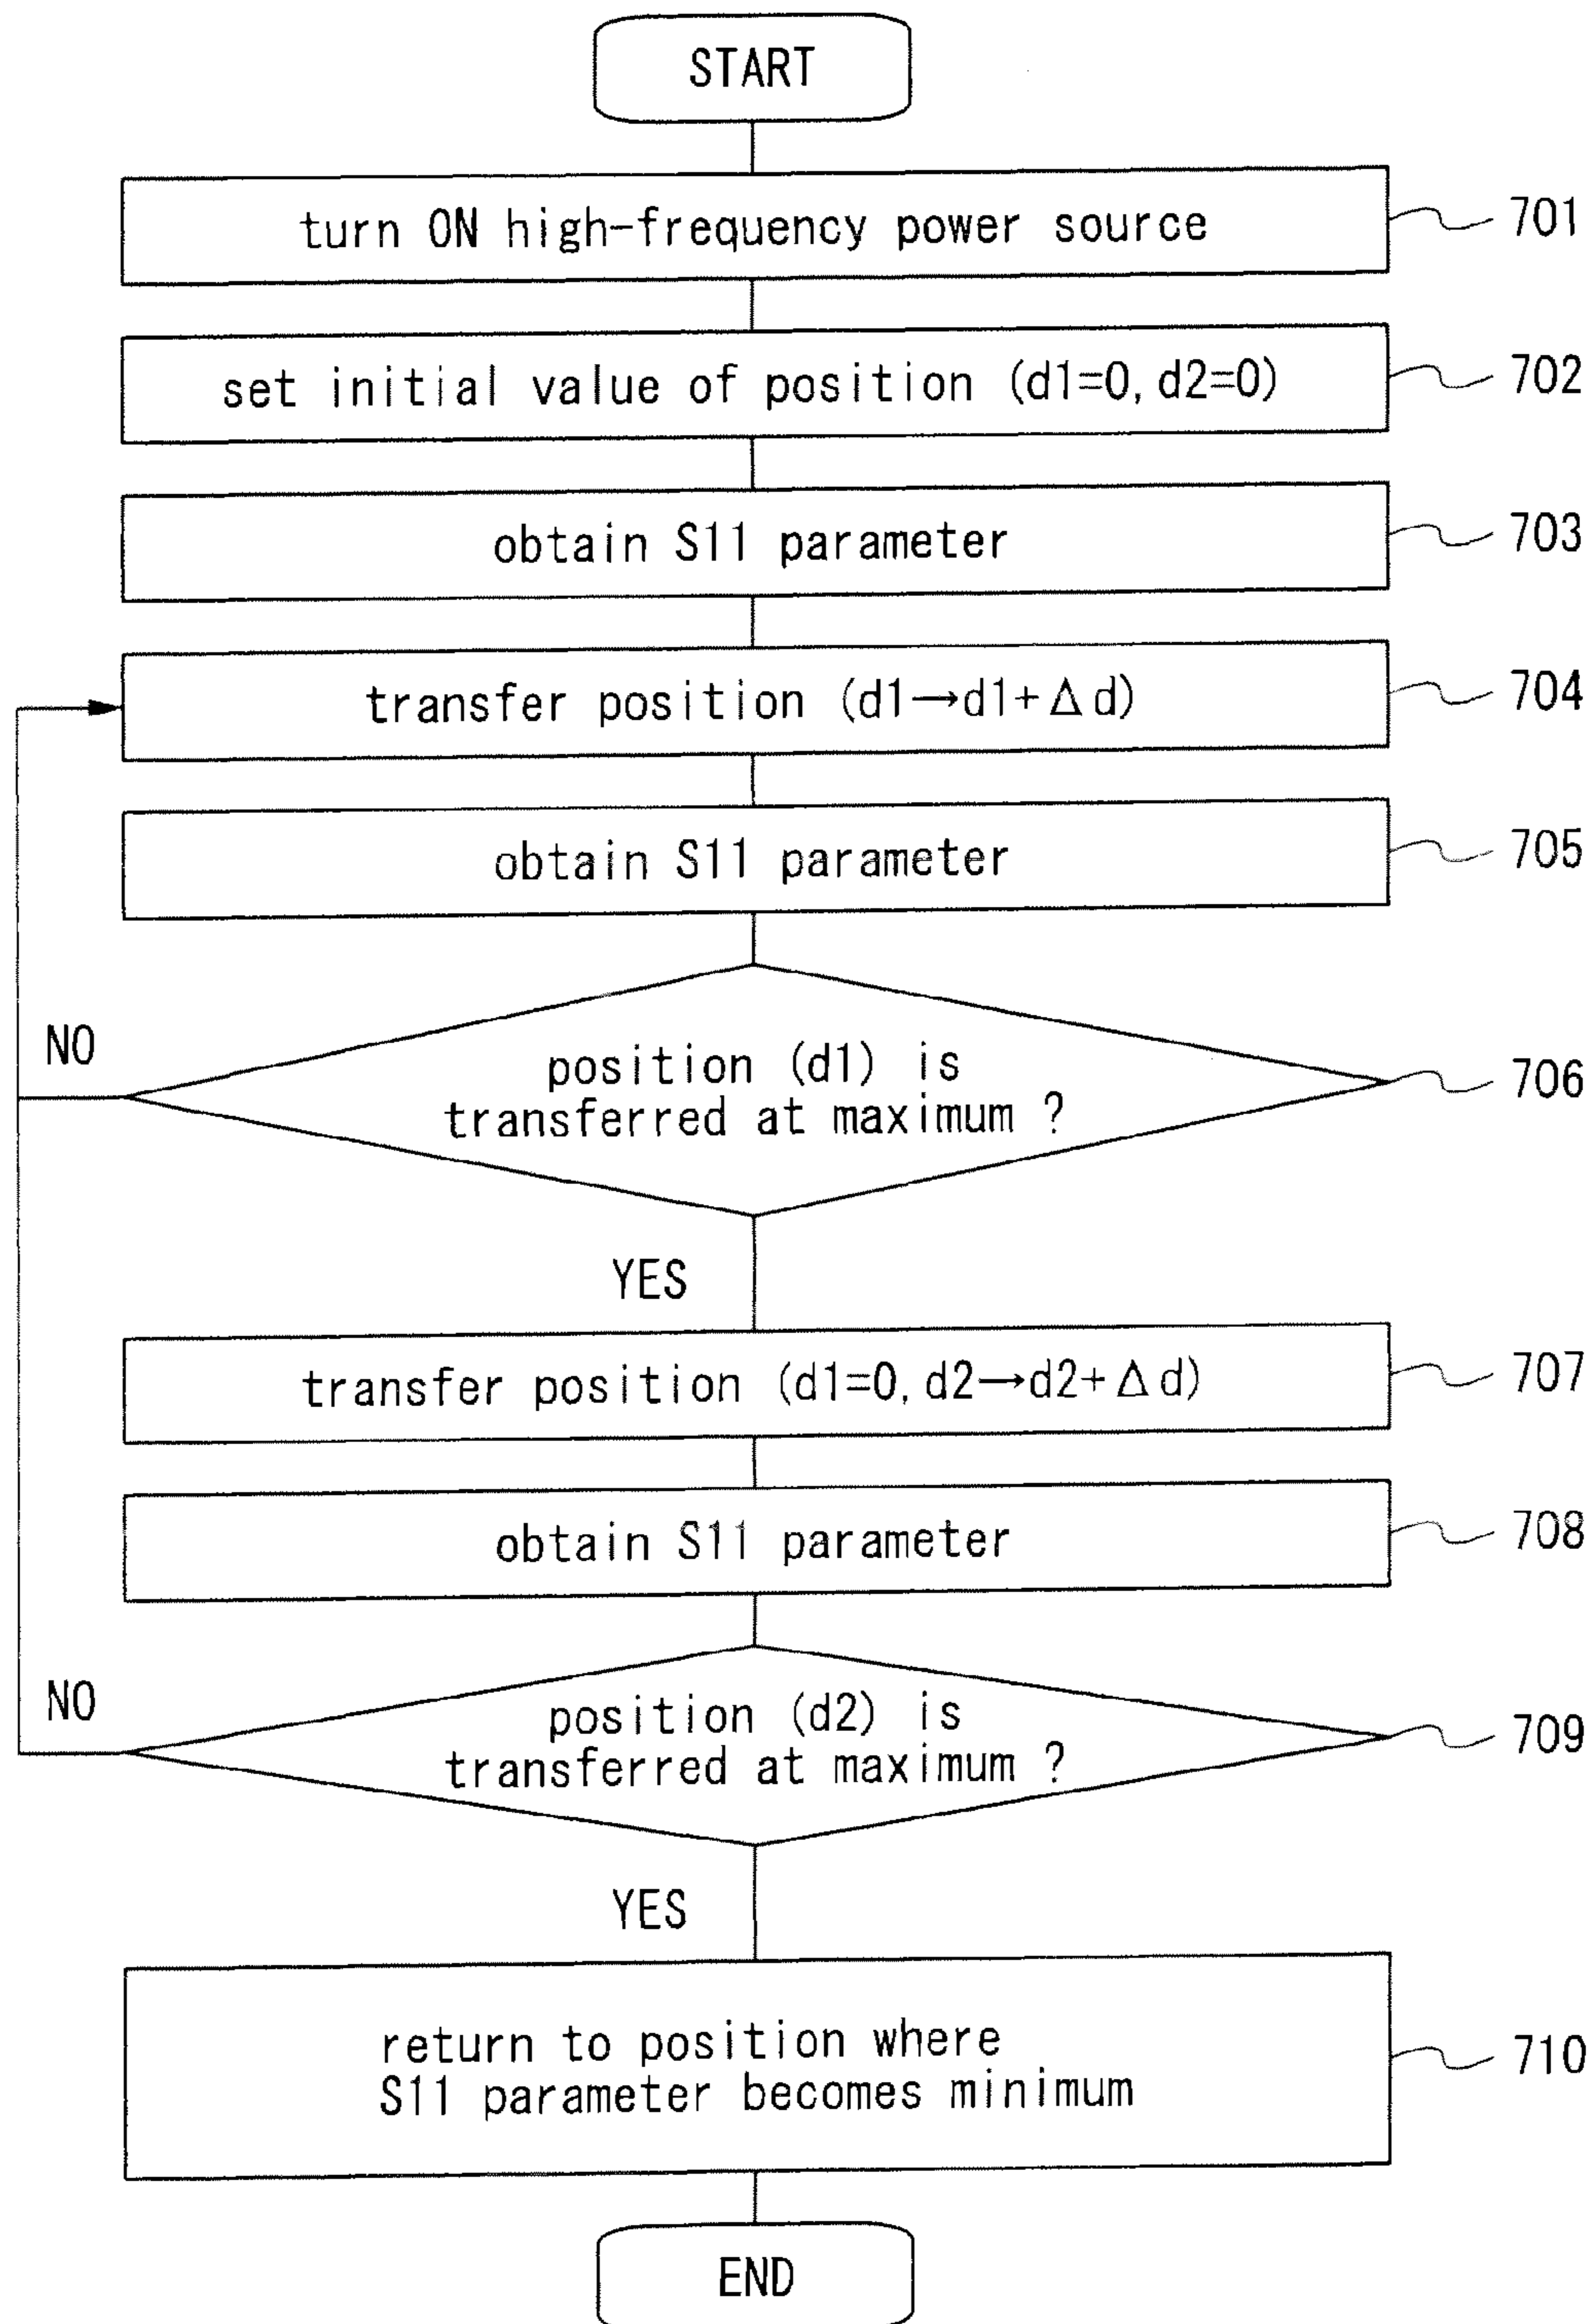 START
turn ON high-frequency power source
701
set initial value of position (d1=0, d2=0)
702
obtain S11 parameter
703
transfer position (d1→d1+Δd)
704
obtain S11 parameter
705
NO
position (d1) is
transferred at maximum ?
706
YES
transfer position (d1=0, d2→d2+Δd)
707
obtain S11 parameter
708
NO
position (d2) is
transferred at maximum ?
709
YES
return to position where
S11 parameter becomes minimum
710
END